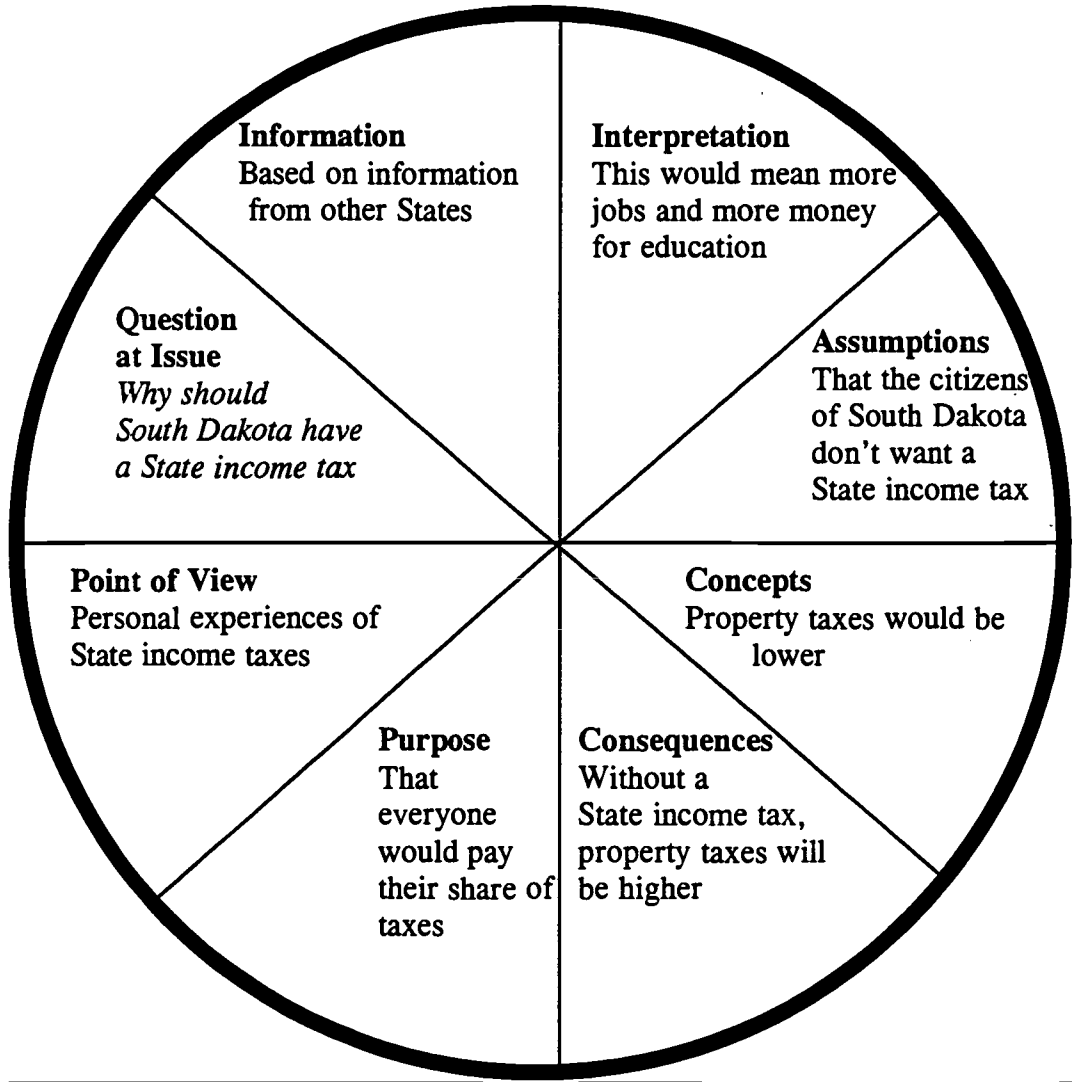 Information
Based on information
from other States
Interpretation
This would mean more
jobs and more money
for education
Question
at Issue
Why should
South Dakota have
a State income tax
Assumptions
That the citizens
of South Dakota
don't want a
State income tax
Point of View
Personal experiences of
State income taxes
Concepts
Property taxes would be
lower
Purpose
That
everyone
would pay
their share of
taxes
Consequences
Without a
State income tax,
property taxes will
be higher